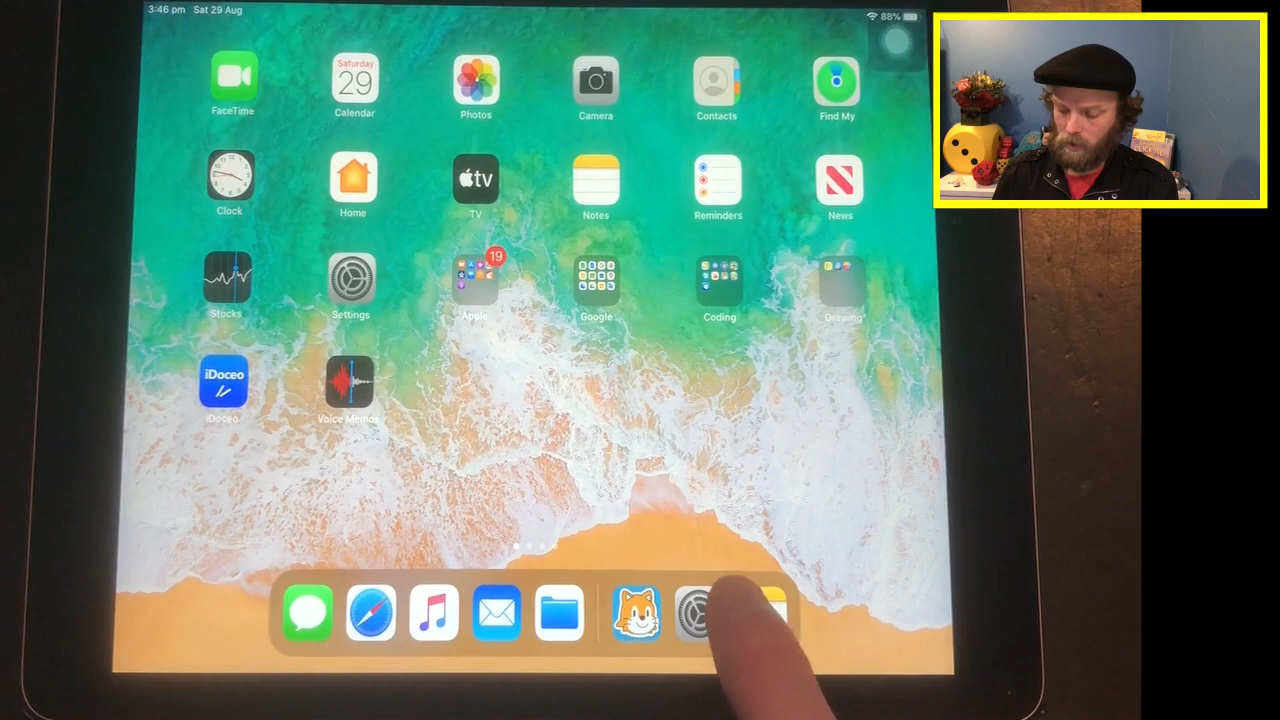 3:46 pm Sat 29 Aug
88%
Saturday
29
FaceTime
Calendar
Photos
Camera
Contacts
Find My
tv
Clock
Home
TV
Notes
Reminders
News
19
Stocks
Settings
Apple
Google
Coding
Drawing
iDoceo
iDoceo
Voice Memos